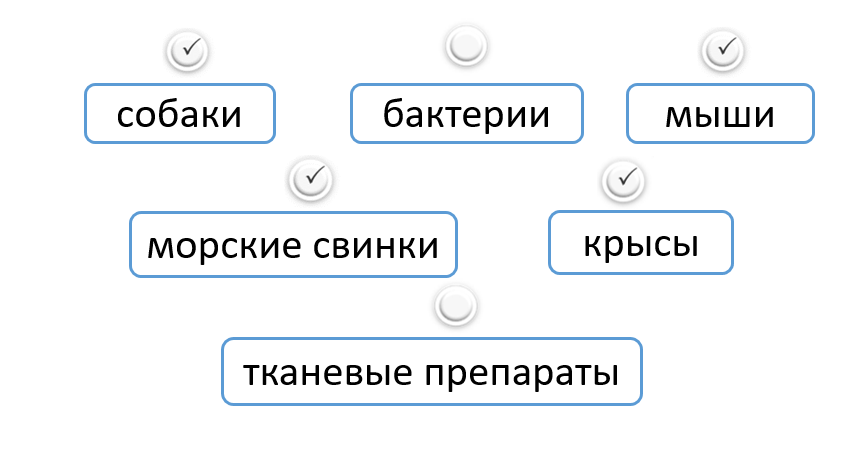 собаки
бактерии
мыши
морские свинки
крысы
тканевые препараты